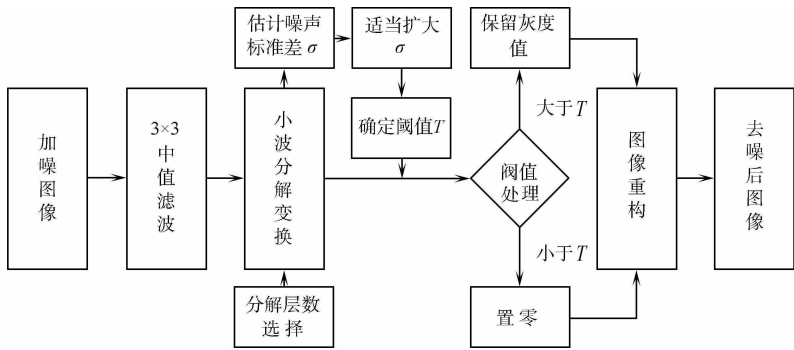 估计噪声
标准差 σ
适当扩大
σ
保留灰度
值
加噪图像
3×3
中值滤波
小波分解变换
确定阈值T
大于T
阀值
处理
小于T
图像重构
去噪后图像
分解层数
选 择
置 零